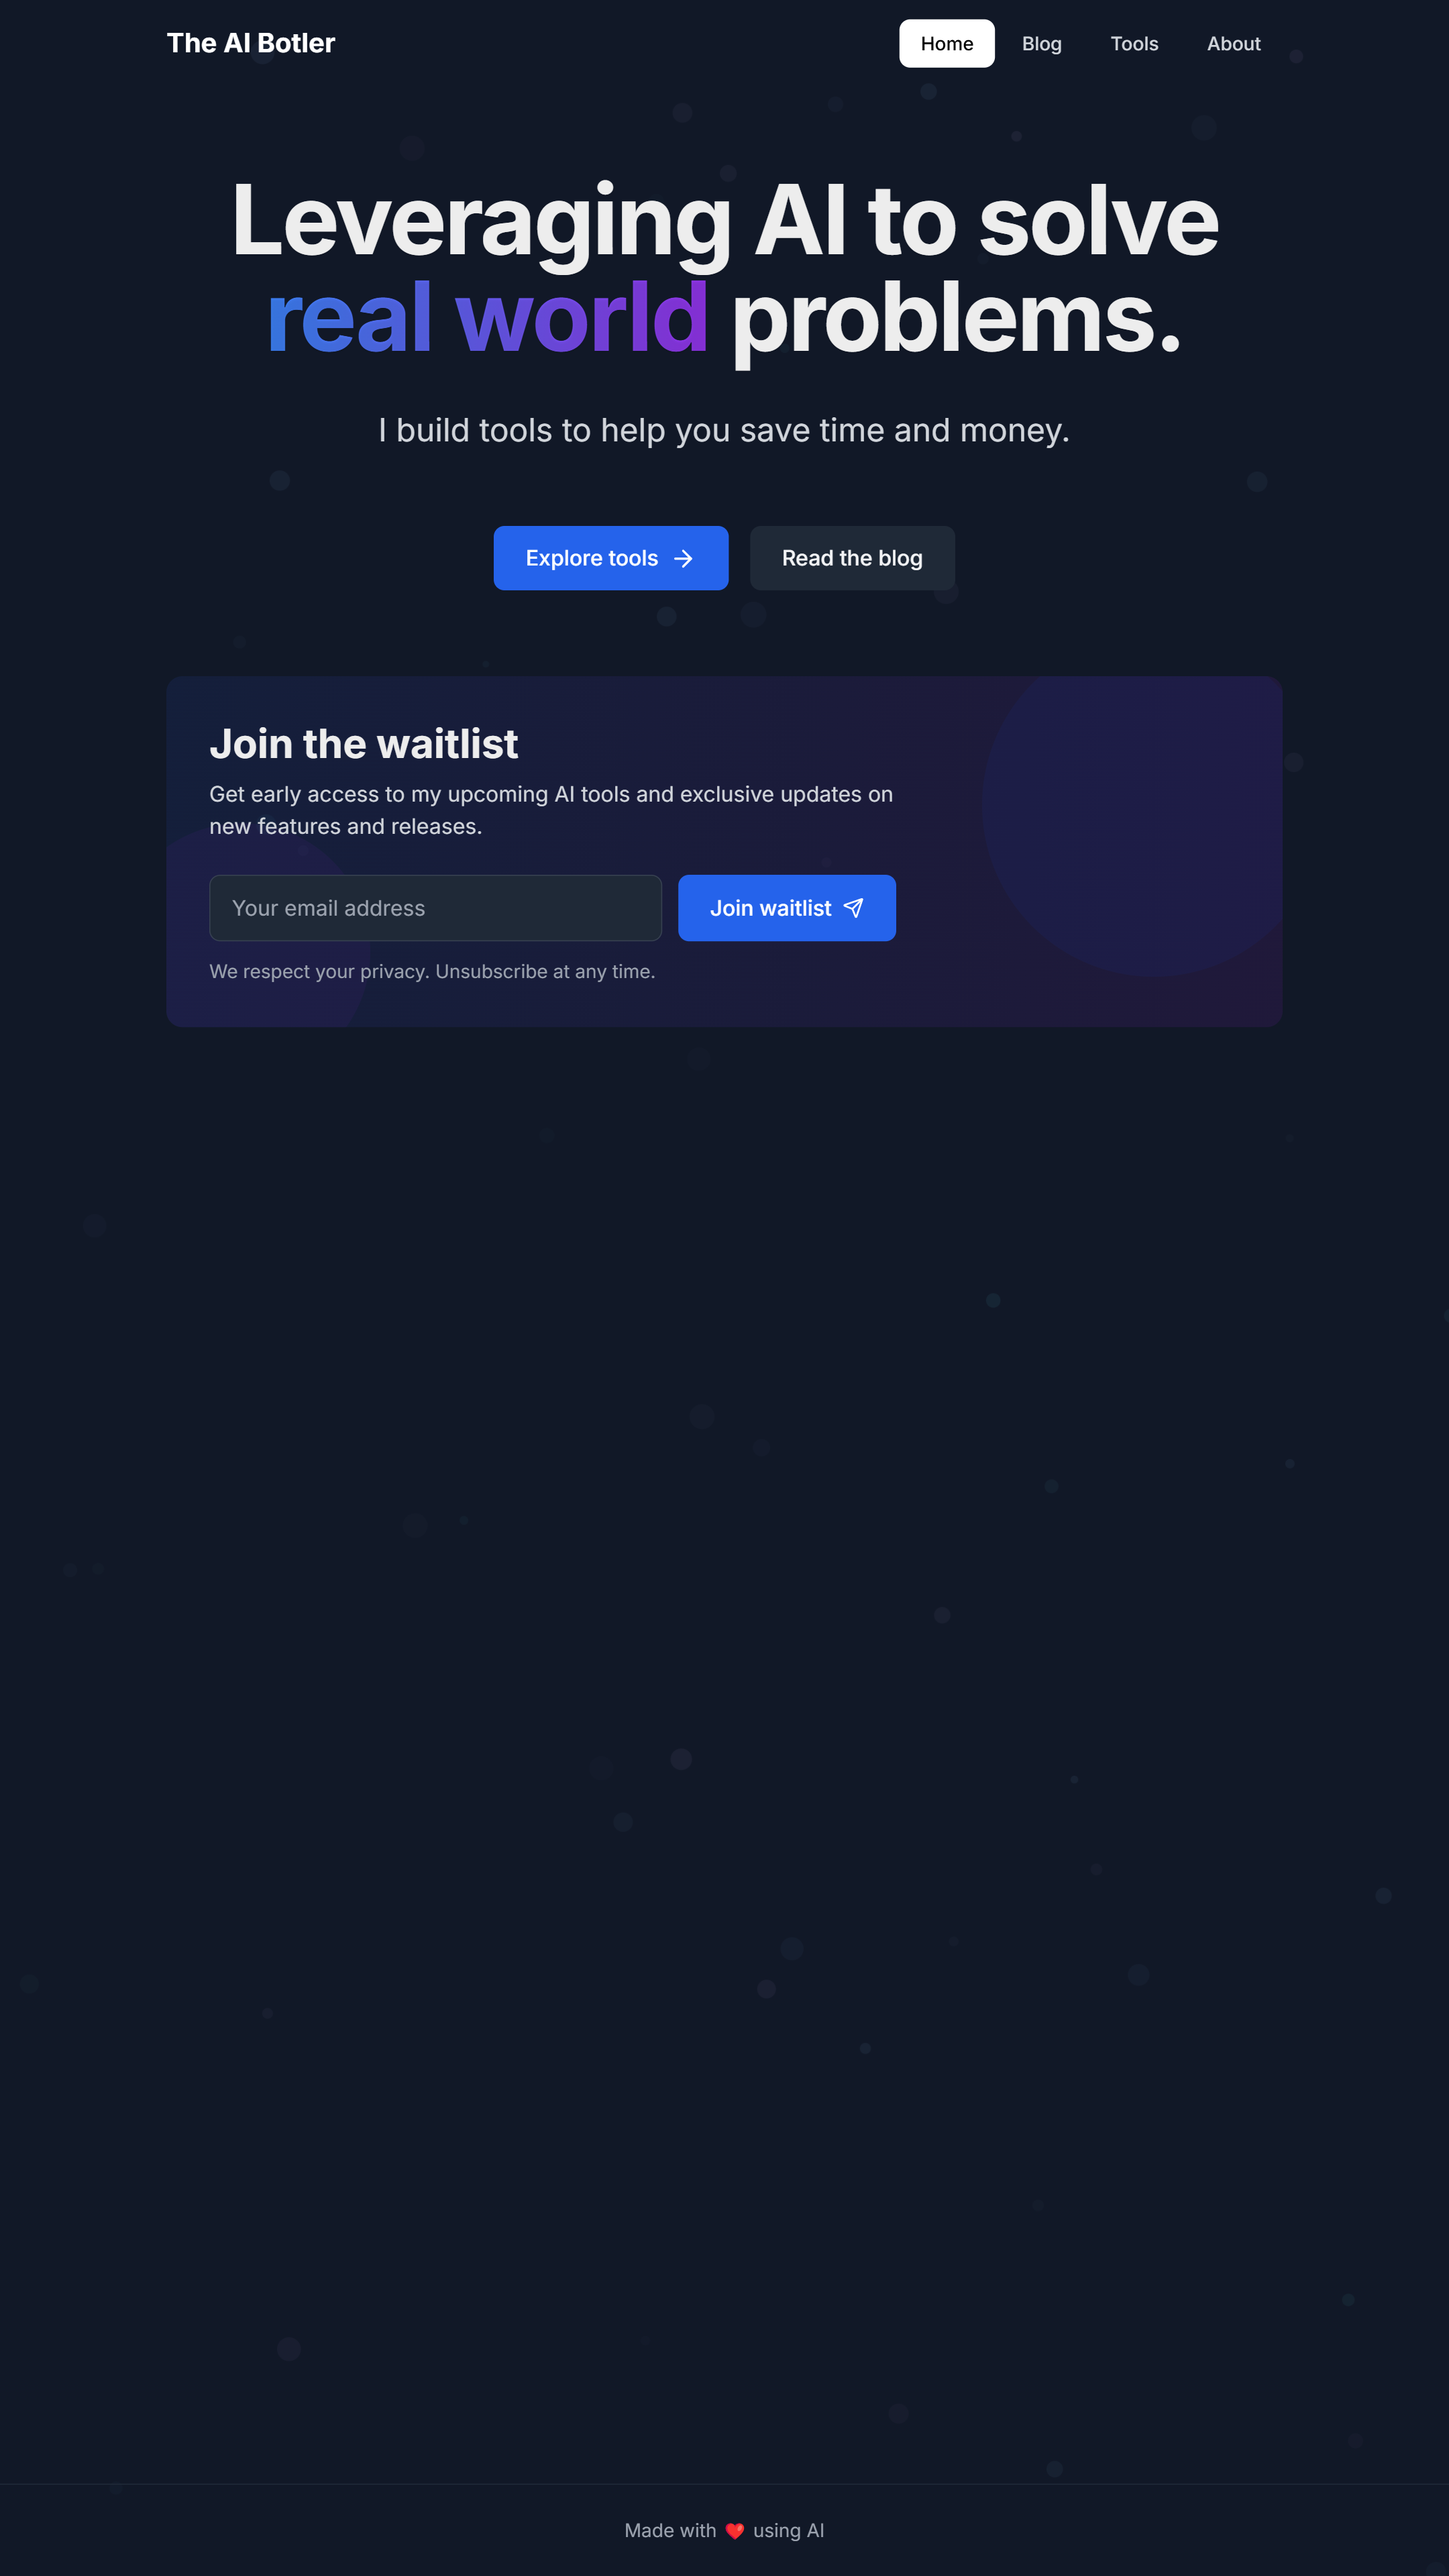 The AI Botler
Home
Blog
Tools
About
Leveraging AI to solve
real world problems.
I build tools to help you save time and money.
Explore tools
Read the blog
Join the waitlist
Get early access to my upcoming AI tools and exclusive updates on
new features and releases.
Your email address
Join waitlist
We respect your privacy. Unsubscribe at any time.
Made with ❤️ using AI